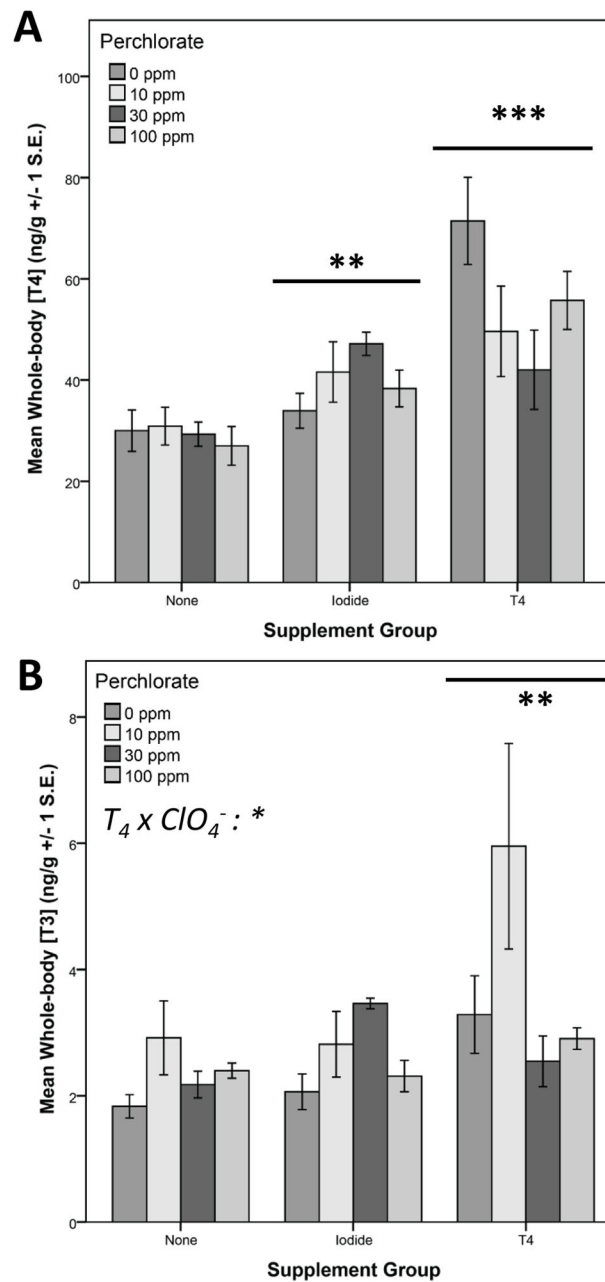 A
Perchlorate
0 ppm
10 ppm
30 ppm
100 ppm
**
***
Mean Whole-body [T4] (ng/g +/- 1 S.E.)
100
80
60
40
20
0
None Iodide T4
Supplement Group
B
Perchlorate
0 ppm
10 ppm
30 ppm
100 ppm
**
T₄ x ClO₄⁻ : *
Mean Whole-body [T3] (ng/g +/- 1 S.E.)
8
6
4
2
0
None Iodide T4
Supplement Group